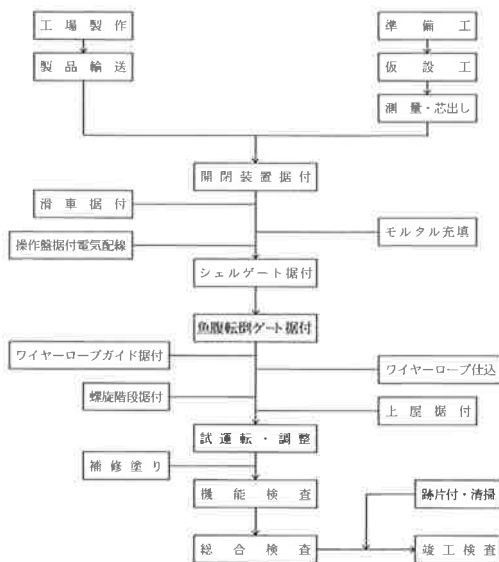 工場製作
準備工
製品輸送
仮設工
測量・芯出し
開閉装置据付
滑車据付
モルタル充填
操作盤据付電気配線
シェルゲート据付
魚腹転倒ゲート据付
ワイヤーロープガイド据付
ワイヤーロープ仕込
螺旋階段据付
上屋据付
試運転・調整
補修塗り
機能検査
跡片付・清掃
総合検査
竣工検査